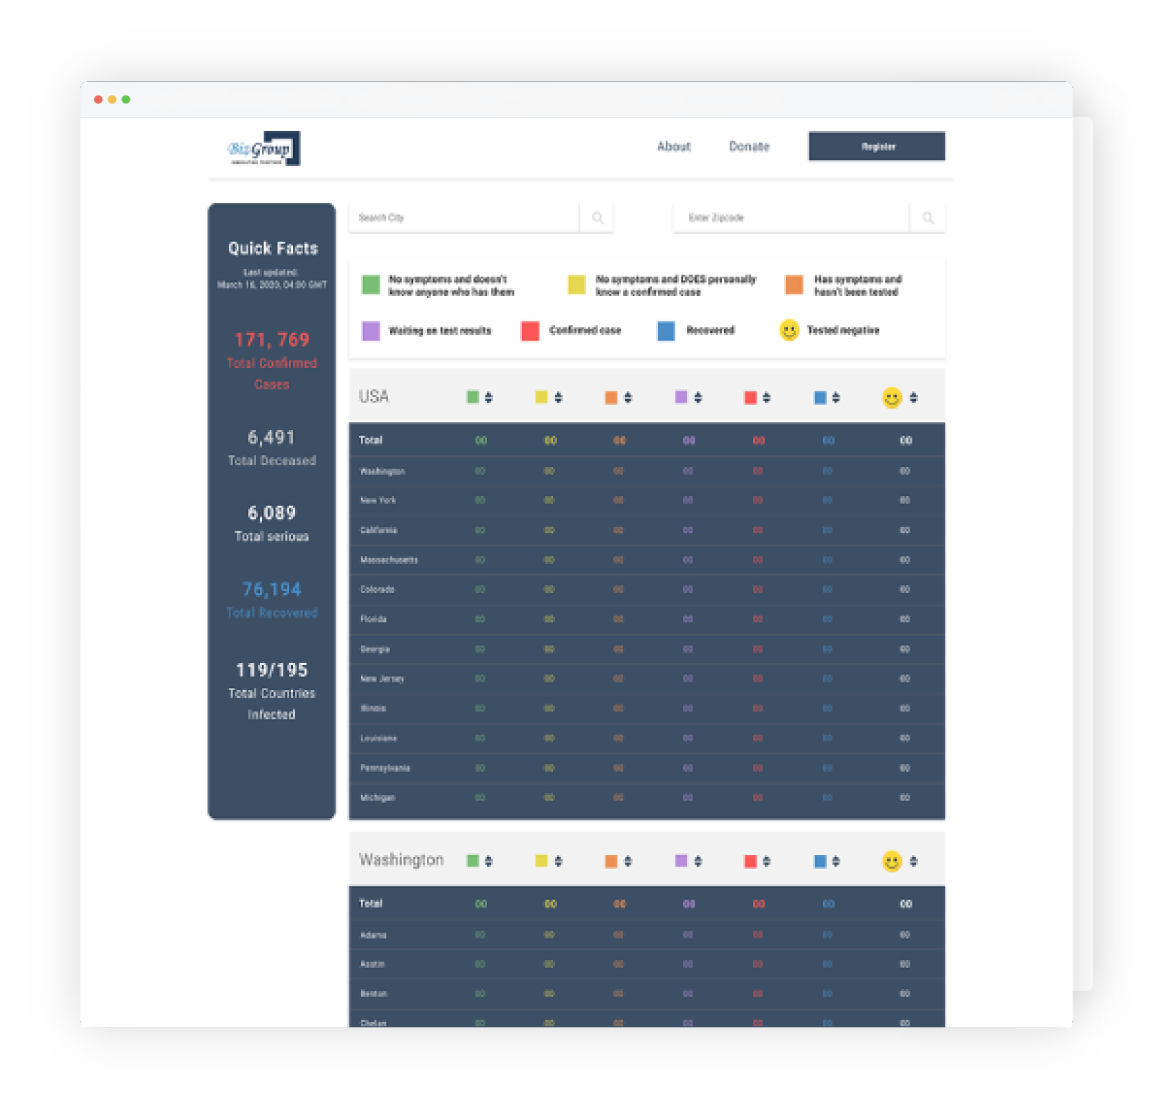 BizGroup
About
Donate
Register
Quick Facts
Last updated:
March 16, 2020, 04:00 GMT
171, 769
Total Confirmed
Cases
6,491
Total Deceased
6,089
Total serious
76,194
Total Recovered
119/195
Total Countries
Infected
Search City
Enter Zipcode
No symptoms and doesn't
know anyone who has them
No symptoms and DOES personally
know a confirmed case
Has symptoms and
hasn't been tested
Waiting on test results
Confirmed case
Recovered
Tested negative
USA
Total 00 00 00 00 00 00 00
Washington 00 00 00 00 00 00 00
New York 00 00 00 00 00 00 00
California 00 00 00 00 00 00 00
Massachusetts 00 00 00 00 00 00 00
Colorado 00 00 00 00 00 00 00
Florida 00 00 00 00 00 00 00
Georgia 00 00 00 00 00 00 00
New Jersey 00 00 00 00 00 00 00
Illinois 00 00 00 00 00 00 00
Louisiana 00 00 00 00 00 00 00
Pennsylvania 00 00 00 00 00 00 00
Michigan 00 00 00 00 00 00 00
Washington
Total 00 00 00 00 00 00 00
Adams 00 00 00 00 00 00 00
Asotin 00 00 00 00 00 00 00
Benton 00 00 00 00 00 00 00
Chelan 00 00 00 00 00 00 00